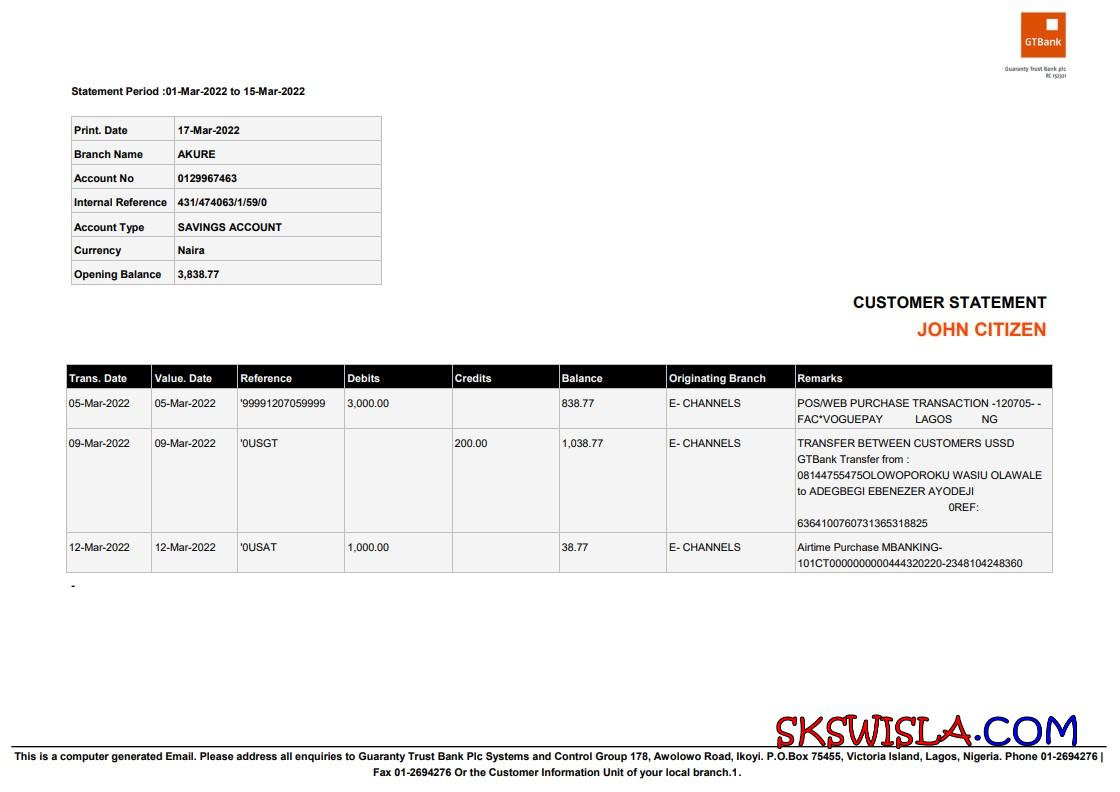 GTBank
Guaranty Trust Bank plc
RC 152321
Statement Period :01-Mar-2022 to 15-Mar-2022
Print. Date 17-Mar-2022
Branch Name AKURE
Account No 0129967463
Internal Reference 431/474063/1/59/0
Account Type SAVINGS ACCOUNT
Currency Naira
Opening Balance 3,838.77
CUSTOMER STATEMENT
JOHN CITIZEN
Trans. Date Value. Date Reference Debits Credits Balance Originating Branch Remarks
05-Mar-2022 05-Mar-2022 '99991207059999 3,000.00 838.77 E- CHANNELS POS/WEB PURCHASE TRANSACTION -120705- -
FAC*VOGUEPAY LAGOS NG
09-Mar-2022 09-Mar-2022 '0USGT 200.00 1,038.77 E- CHANNELS TRANSFER BETWEEN CUSTOMERS USSD
GTBank Transfer from :
08144755475OLOWOPOROKU WASIU OLAWALE
to ADEGBEGI EBENEZER AYODEJI
0REF:
6364100760731365318825
12-Mar-2022 12-Mar-2022 '0USAT 1,000.00 38.77 E- CHANNELS Airtime Purchase MBANKING-
101CT0000000000444320220-2348104248360
-
SKSWISLA.COM
This is a computer generated Email. Please address all enquiries to Guaranty Trust Bank Plc Systems and Control Group 178, Awolowo Road, Ikoyi. P.O.Box 75455, Victoria Island, Lagos, Nigeria. Phone 01-2694276 |
Fax 01-2694276 Or the Customer Information Unit of your local branch.1.